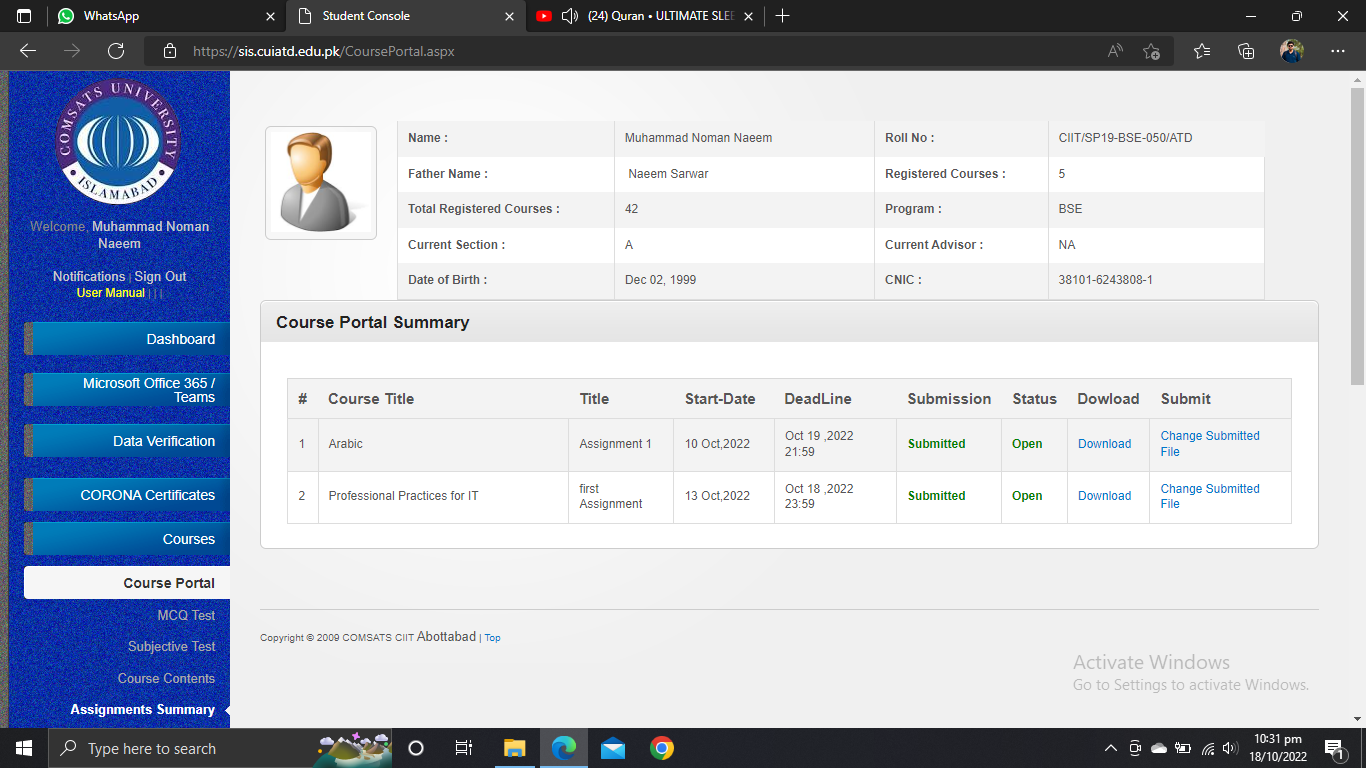 WhatsApp
Student Console
(24) Quran • ULTIMATE SLEE
https://sis.cuiatd.edu.pk/CoursePortal.aspx
COMSATS UNIVERSITY
ISLAMABAD
Welcome, Muhammad Noman
Naeem
Notifications | Sign Out
User Manual | | |
Dashboard
Microsoft Office 365 /
Teams
Data Verification
CORONA Certificates
Courses
Course Portal
MCQ Test
Subjective Test
Course Contents
Assignments Summary
Name : Muhammad Noman Naeem Roll No : CIIT/SP19-BSE-050/ATD
Father Name : Naeem Sarwar Registered Courses : 5
Total Registered Courses : 42 Program : BSE
Current Section : A Current Advisor : NA
Date of Birth : Dec 02, 1999 CNIC : 38101-6243808-1
Course Portal Summary
# Course Title Title Start-Date DeadLine Submission Status Dowload Submit
1 Arabic Assignment 1 10 Oct,2022 Oct 19 ,2022 21:59 Submitted Open Download Change Submitted File
2 Professional Practices for IT first Assignment 13 Oct,2022 Oct 18 ,2022 23:59 Submitted Open Download Change Submitted File
Copyright © 2009 COMSATS CIIT Abottabad | Top
Activate Windows
Go to Settings to activate Windows.
Type here to search
10:31 pm
18/10/2022
1